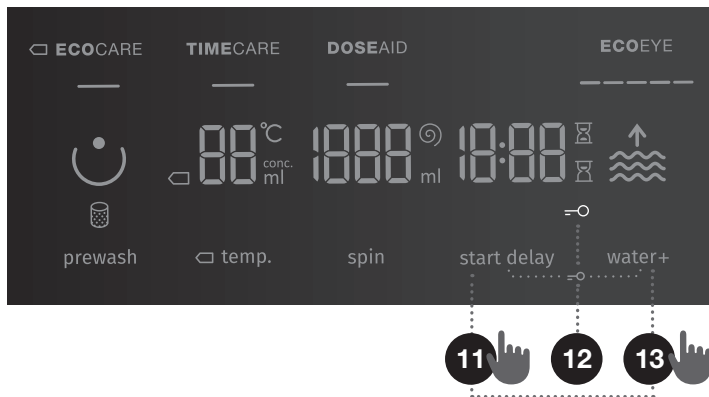 ECOCARE TIMECARE DOSEAID ECOEYE
88 °C 1888 18:88
conc.
ml ml
prewash temp. spin start delay water+
11 12 13